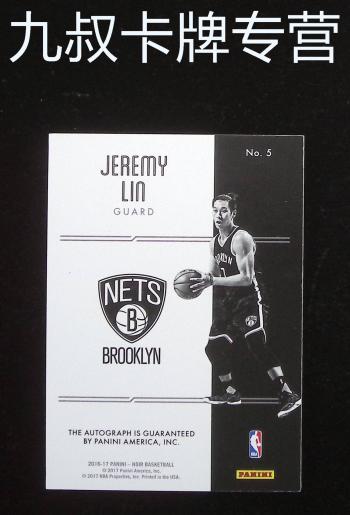 九叔卡牌专营
JEREMY
LIN
GUARD
No. 5
NETS
B
BROOKLYN
THE AUTOGRAPH IS GUARANTEED
BY PANINI AMERICA, INC.
2016-17 PANINI – NOIR BASKETBALL
© 2017 Panini America, Inc.
© 2017 NBA Properties, Inc. Printed in the USA.
NBA
PANINI